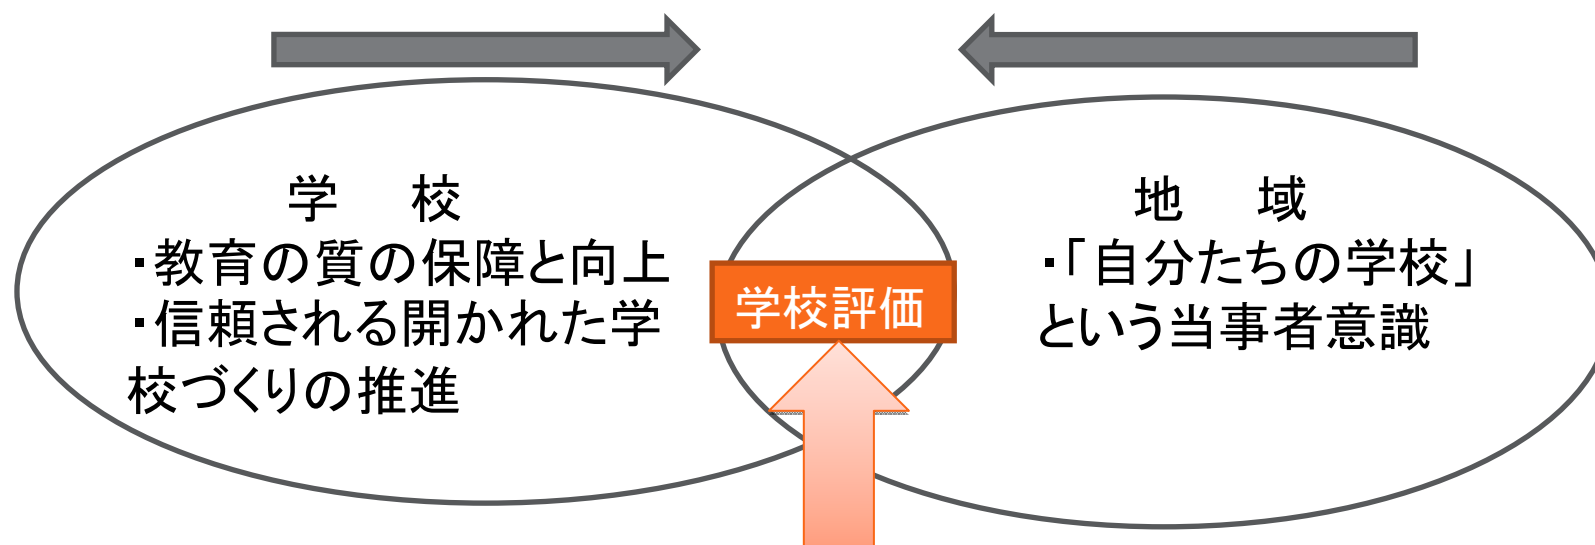 学　校
・教育の質の保障と向上
・信頼される開かれた学
校づくりの推進
学校評価
地　域
・「自分たちの学校」
という当事者意識